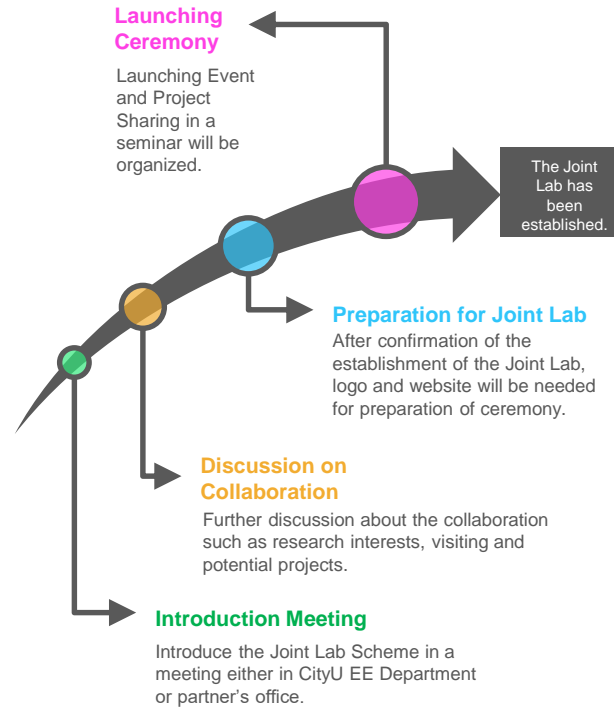 Launching
Ceremony
Launching Event
and Project
Sharing in a
seminar will be
organized.
The Joint
Lab has
been
established.
Preparation for Joint Lab
After confirmation of the
establishment of the Joint Lab,
logo and website will be needed
for preparation of ceremony.
Discussion on
Collaboration
Further discussion about the collaboration
such as research interests, visiting and
potential projects.
Introduction Meeting
Introduce the Joint Lab Scheme in a
meeting either in CityU EE Department
or partner's office.